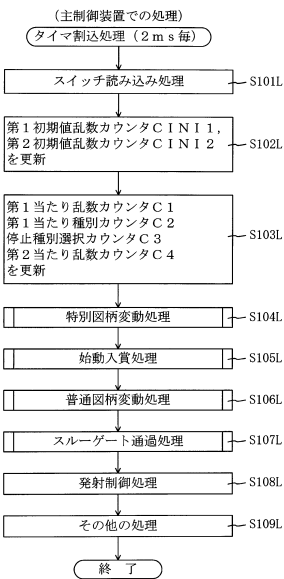 （主制御装置での処理）
タイマ割込処理（２ｍｓ毎）
スイッチ読み込み処理
S101L
第１初期値乱数カウンタＣＩＮＩ１，
第２初期値乱数カウンタＣＩＮＩ２
を更新
S102L
第１当たり乱数カウンタＣ１
第１当たり種別カウンタＣ２
停止種別選択カウンタＣ３
第２当たり乱数カウンタＣ４
を更新
S103L
特別図柄変動処理
S104L
始動入賞処理
S105L
普通図柄変動処理
S106L
スルーゲート通過処理
S107L
発射制御処理
S108L
その他の処理
S109L
終　了